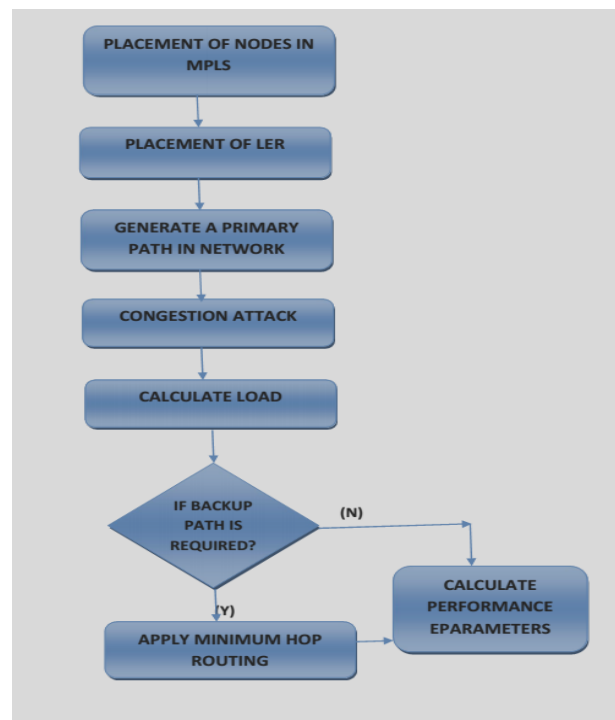 PLACEMENT OF NODES IN
MPLS
PLACEMENT OF LER
GENERATE A PRIMARY
PATH IN NETWORK
CONGESTION ATTACK
CALCULATE LOAD
IF BACKUP
PATH IS
REQUIRED?
(N)
(Y)
CALCULATE
PERFORMANCE
EPARAMETERS
APPLY MINIMUM HOP
ROUTING